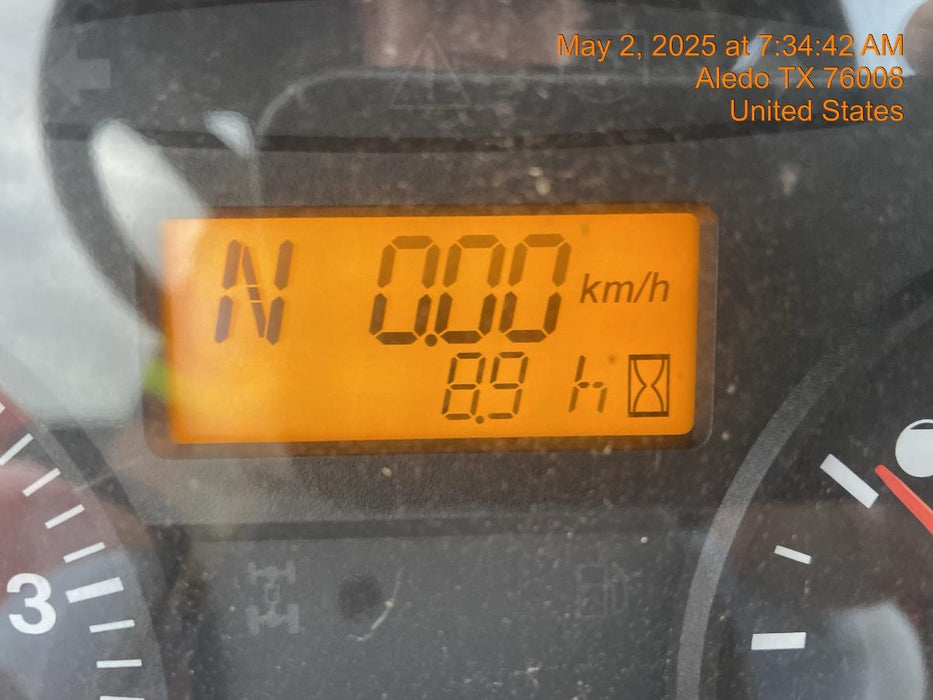 May 2, 2025 at 7:34:42 AM
Aledo TX 76008
United States
N 0.00 km/h
8.9 h
3